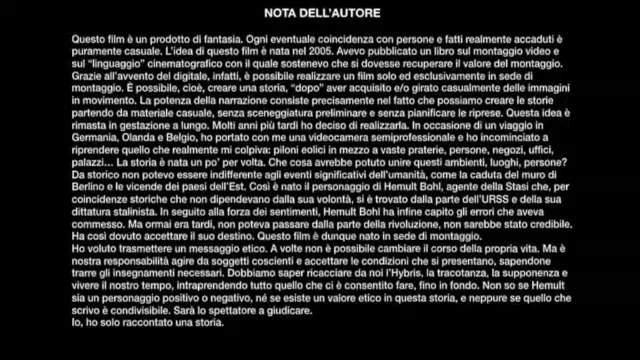 NOTA DELL'AUTORE
Questo film è un prodotto di fantasia. Ogni eventuale coincidenza con persone e fatti realmente accaduti è
puramente casuale. L'idea di questo film è nata nel 2005. Avevo pubblicato un libro sul montaggio video e
sul “linguaggio” cinematografico con il quale sostenevo che si dovesse recuperare il valore del montaggio.
Grazie all'avvento del digitale, infatti, è possibile realizzare un film solo ed esclusivamente in sede di
montaggio. È possibile, cioè, creare una storia, “dopo” aver acquisito e/o girato casualmente delle immagini
in movimento. La potenza della narrazione consiste precisamente nel fatto che possiamo creare le storie
partendo da materiale casuale, senza sceneggiatura preliminare e senza pianificare le riprese. Questa idea è
rimasta in gestazione a lungo. Molti anni più tardi ho deciso di realizzarla. In occasione di un viaggio in
Germania, Olanda e Belgio, ho portato con me una videocamera semiprofessionale e ho incominciato a
riprendere quello che realmente mi colpiva: piloni eolici in mezzo a vaste praterie, persone, negozi, uffici,
palazzi... La storia è nata un po' per volta. Che cosa avrebbe potuto unire questi ambienti, luoghi, persone?
Da storico non potevo essere indifferente agli eventi significativi dell'umanità, come la caduta del muro di
Berlino e le vicende dei paesi dell'Est. Così è nato il personaggio di Hemult Bohl, agente della Stasi che, per
coincidenze storiche che non dipendevano dalla sua volontà, si è trovato dalla parte dell'URSS e della sua
dittatura stalinista. In seguito alla forza dei sentimenti, Hemult Bohl ha infine capito gli errori che aveva
commesso. Ma ormai era tardi, non poteva passare dalla parte della rivoluzione, non sarebbe stato credibile.
Ha così dovuto accettare il suo destino. Questo film è dunque nato in sede di montaggio.
Ho voluto trasmettere un messaggio etico. A volte non è possibile cambiare il corso della propria vita. Ma è
nostra responsabilità agire da soggetti coscienti e accettare le condizioni che si presentano, sapendone
trarre gli insegnamenti necessari. Dobbiamo saper ricacciare da noi l'Hybris, la tracotanza, la supponenza e
vivere il nostro tempo, intraprendendo tutto quello che ci è consentito fare, fino in fondo. Non so se Hemult
sia un personaggio positivo o negativo, né se esiste un valore etico in questa storia, e neppure se quello che
scrivo è condivisibile. Sarà lo spettatore a giudicare.
Io, ho solo raccontato una storia.